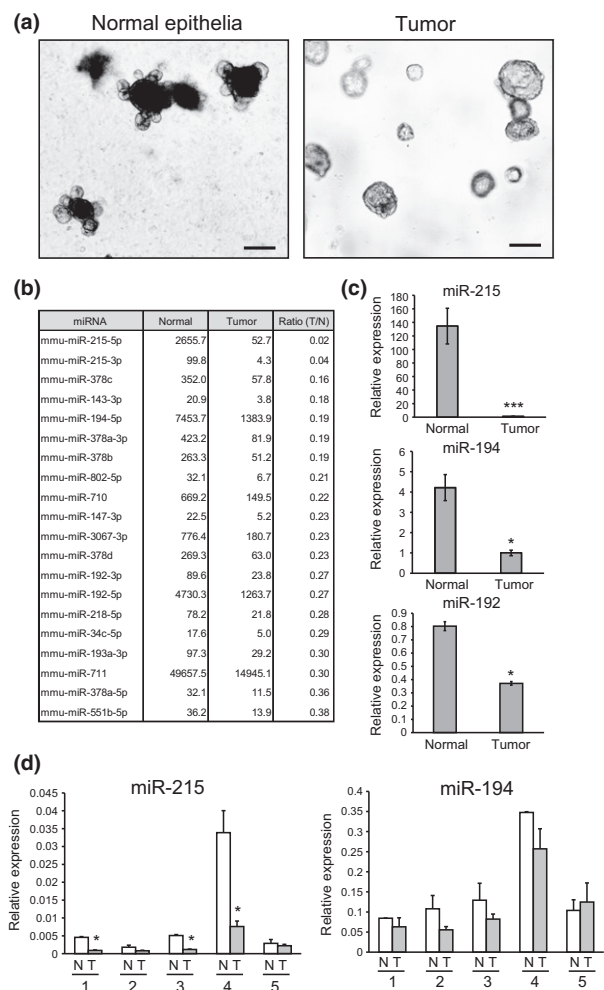 (a) Normal epithelia Tumor
(b)
miRNA Normal Tumor Ratio (T/N)
mmu-miR-215-5p 2655.7 52.7 0.02
mmu-miR-215-3p 99.8 4.3 0.04
mmu-miR-378c 352.0 57.8 0.16
mmu-miR-143-3p 20.9 3.8 0.18
mmu-miR-194-5p 7453.7 1383.9 0.19
mmu-miR-378a-3p 423.2 81.9 0.19
mmu-miR-378b 263.3 51.2 0.19
mmu-miR-802-5p 32.1 6.7 0.21
mmu-miR-710 669.2 149.5 0.22
mmu-miR-147-3p 22.5 5.2 0.23
mmu-miR-3067-3p 776.4 180.7 0.23
mmu-miR-378d 269.3 63.0 0.23
mmu-miR-192-3p 89.6 23.8 0.27
mmu-miR-192-5p 4730.3 1263.7 0.27
mmu-miR-218-5p 78.2 21.8 0.28
mmu-miR-34c-5p 17.6 5.0 0.29
mmu-miR-193a-3p 97.3 29.2 0.30
mmu-miR-711 49657.5 14945.1 0.30
mmu-miR-378a-5p 32.1 11.5 0.36
mmu-miR-551b-5p 36.2 13.9 0.38
(c)
miR-215
Relative expression
180
160
140
120
100
80
60
40
20
0
***
Normal Tumor
miR-194
Relative expression
6
5
4
3
2
1
0
*
Normal Tumor
miR-192
Relative expression
0.9
0.8
0.7
0.6
0.5
0.4
0.3
0.2
0.1
0
*
Normal Tumor
(d)
miR-215
Relative expression
0.045
0.04
0.035
0.03
0.025
0.02
0.015
0.01
0.005
0
* * *
N T N T N T N T N T
1 2 3 4 5
miR-194
Relative expression
0.4
0.35
0.3
0.25
0.2
0.15
0.1
0.05
0
N T N T N T N T N T
1 2 3 4 5